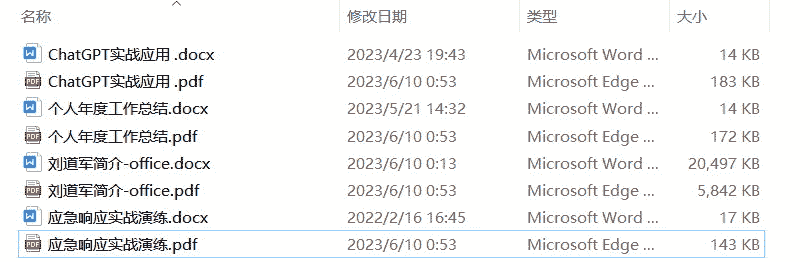 名称 修改日期 类型 大小
ChatGPT实战应用 .docx 2023/4/23 19:43 Microsoft Word ... 14 KB
ChatGPT实战应用 .pdf 2023/6/10 0:53 Microsoft Edge ... 183 KB
个人年度工作总结.docx 2023/5/21 14:32 Microsoft Word ... 14 KB
个人年度工作总结.pdf 2023/6/10 0:53 Microsoft Edge ... 172 KB
刘道军简介-office.docx 2023/6/10 0:13 Microsoft Word ... 20,497 KB
刘道军简介-office.pdf 2023/6/10 0:53 Microsoft Edge ... 5,842 KB
应急响应实战演练.docx 2022/2/16 16:45 Microsoft Word ... 17 KB
应急响应实战演练.pdf 2023/6/10 0:53 Microsoft Edge ... 143 KB